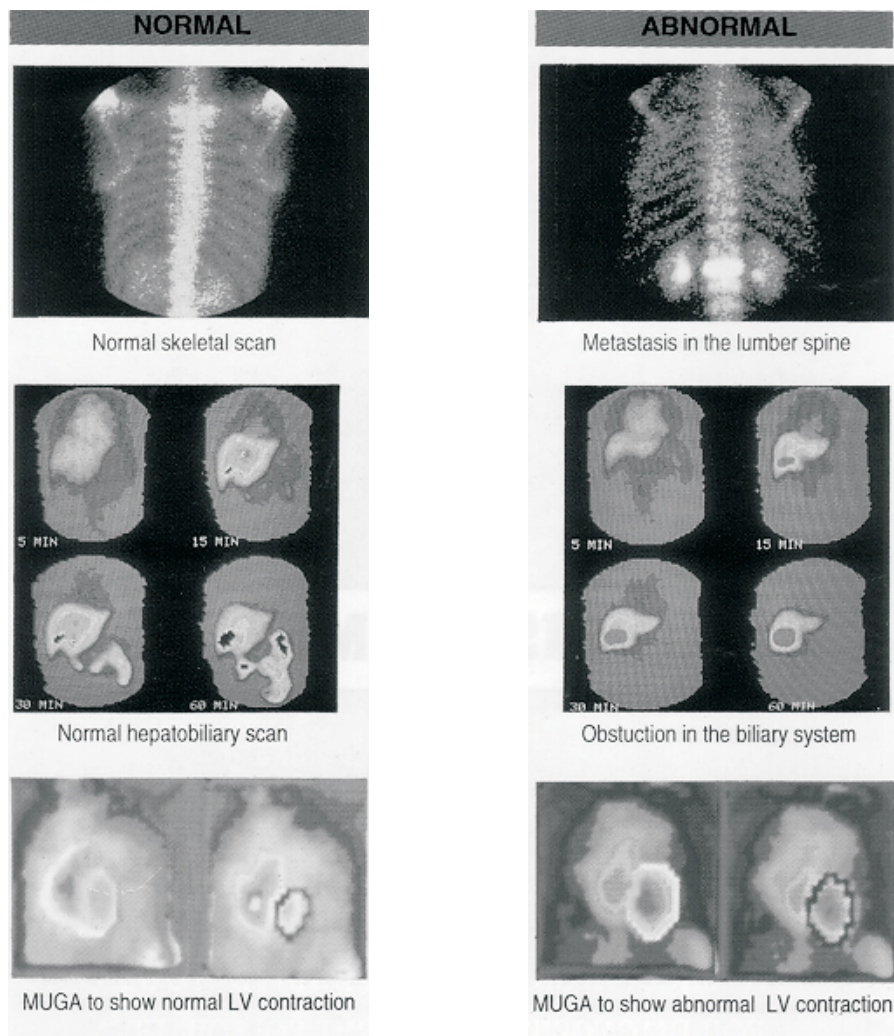 NORMAL
Normal skeletal scan
5 MIN
15 MIN
30 MIN
60 MIN
Normal hepatobiliary scan
MUGA to show normal LV contraction
ABNORMAL
Metastasis in the lumber spine
5 MIN
15 MIN
30 MIN
60 MIN
Obstuction in the biliary system
MUGA to show abnormal LV contraction